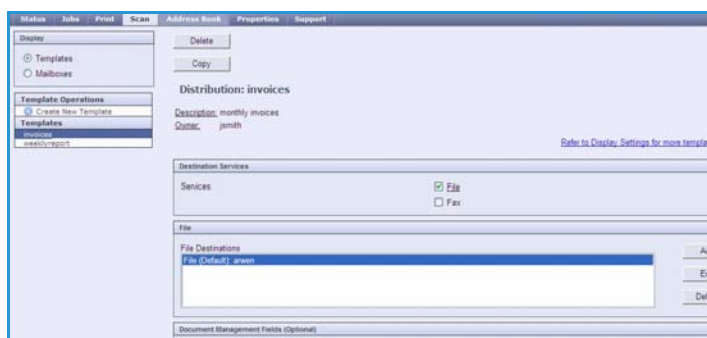 Status Jobs Print Scan Address Book Properties Support
Display
Templates
Mailboxes
Template Operations
Create New Template
Templates
invoices
weeklyreport
Delete
Copy
Distribution: invoices
Description: monthly invoices
Owner: jsmith
Refer to Display Settings for more templa
Destination Services
Services
File
Fax
File
File Destinations
File (Default): arwen
A
E
Del
Document Management Fields (Optional)